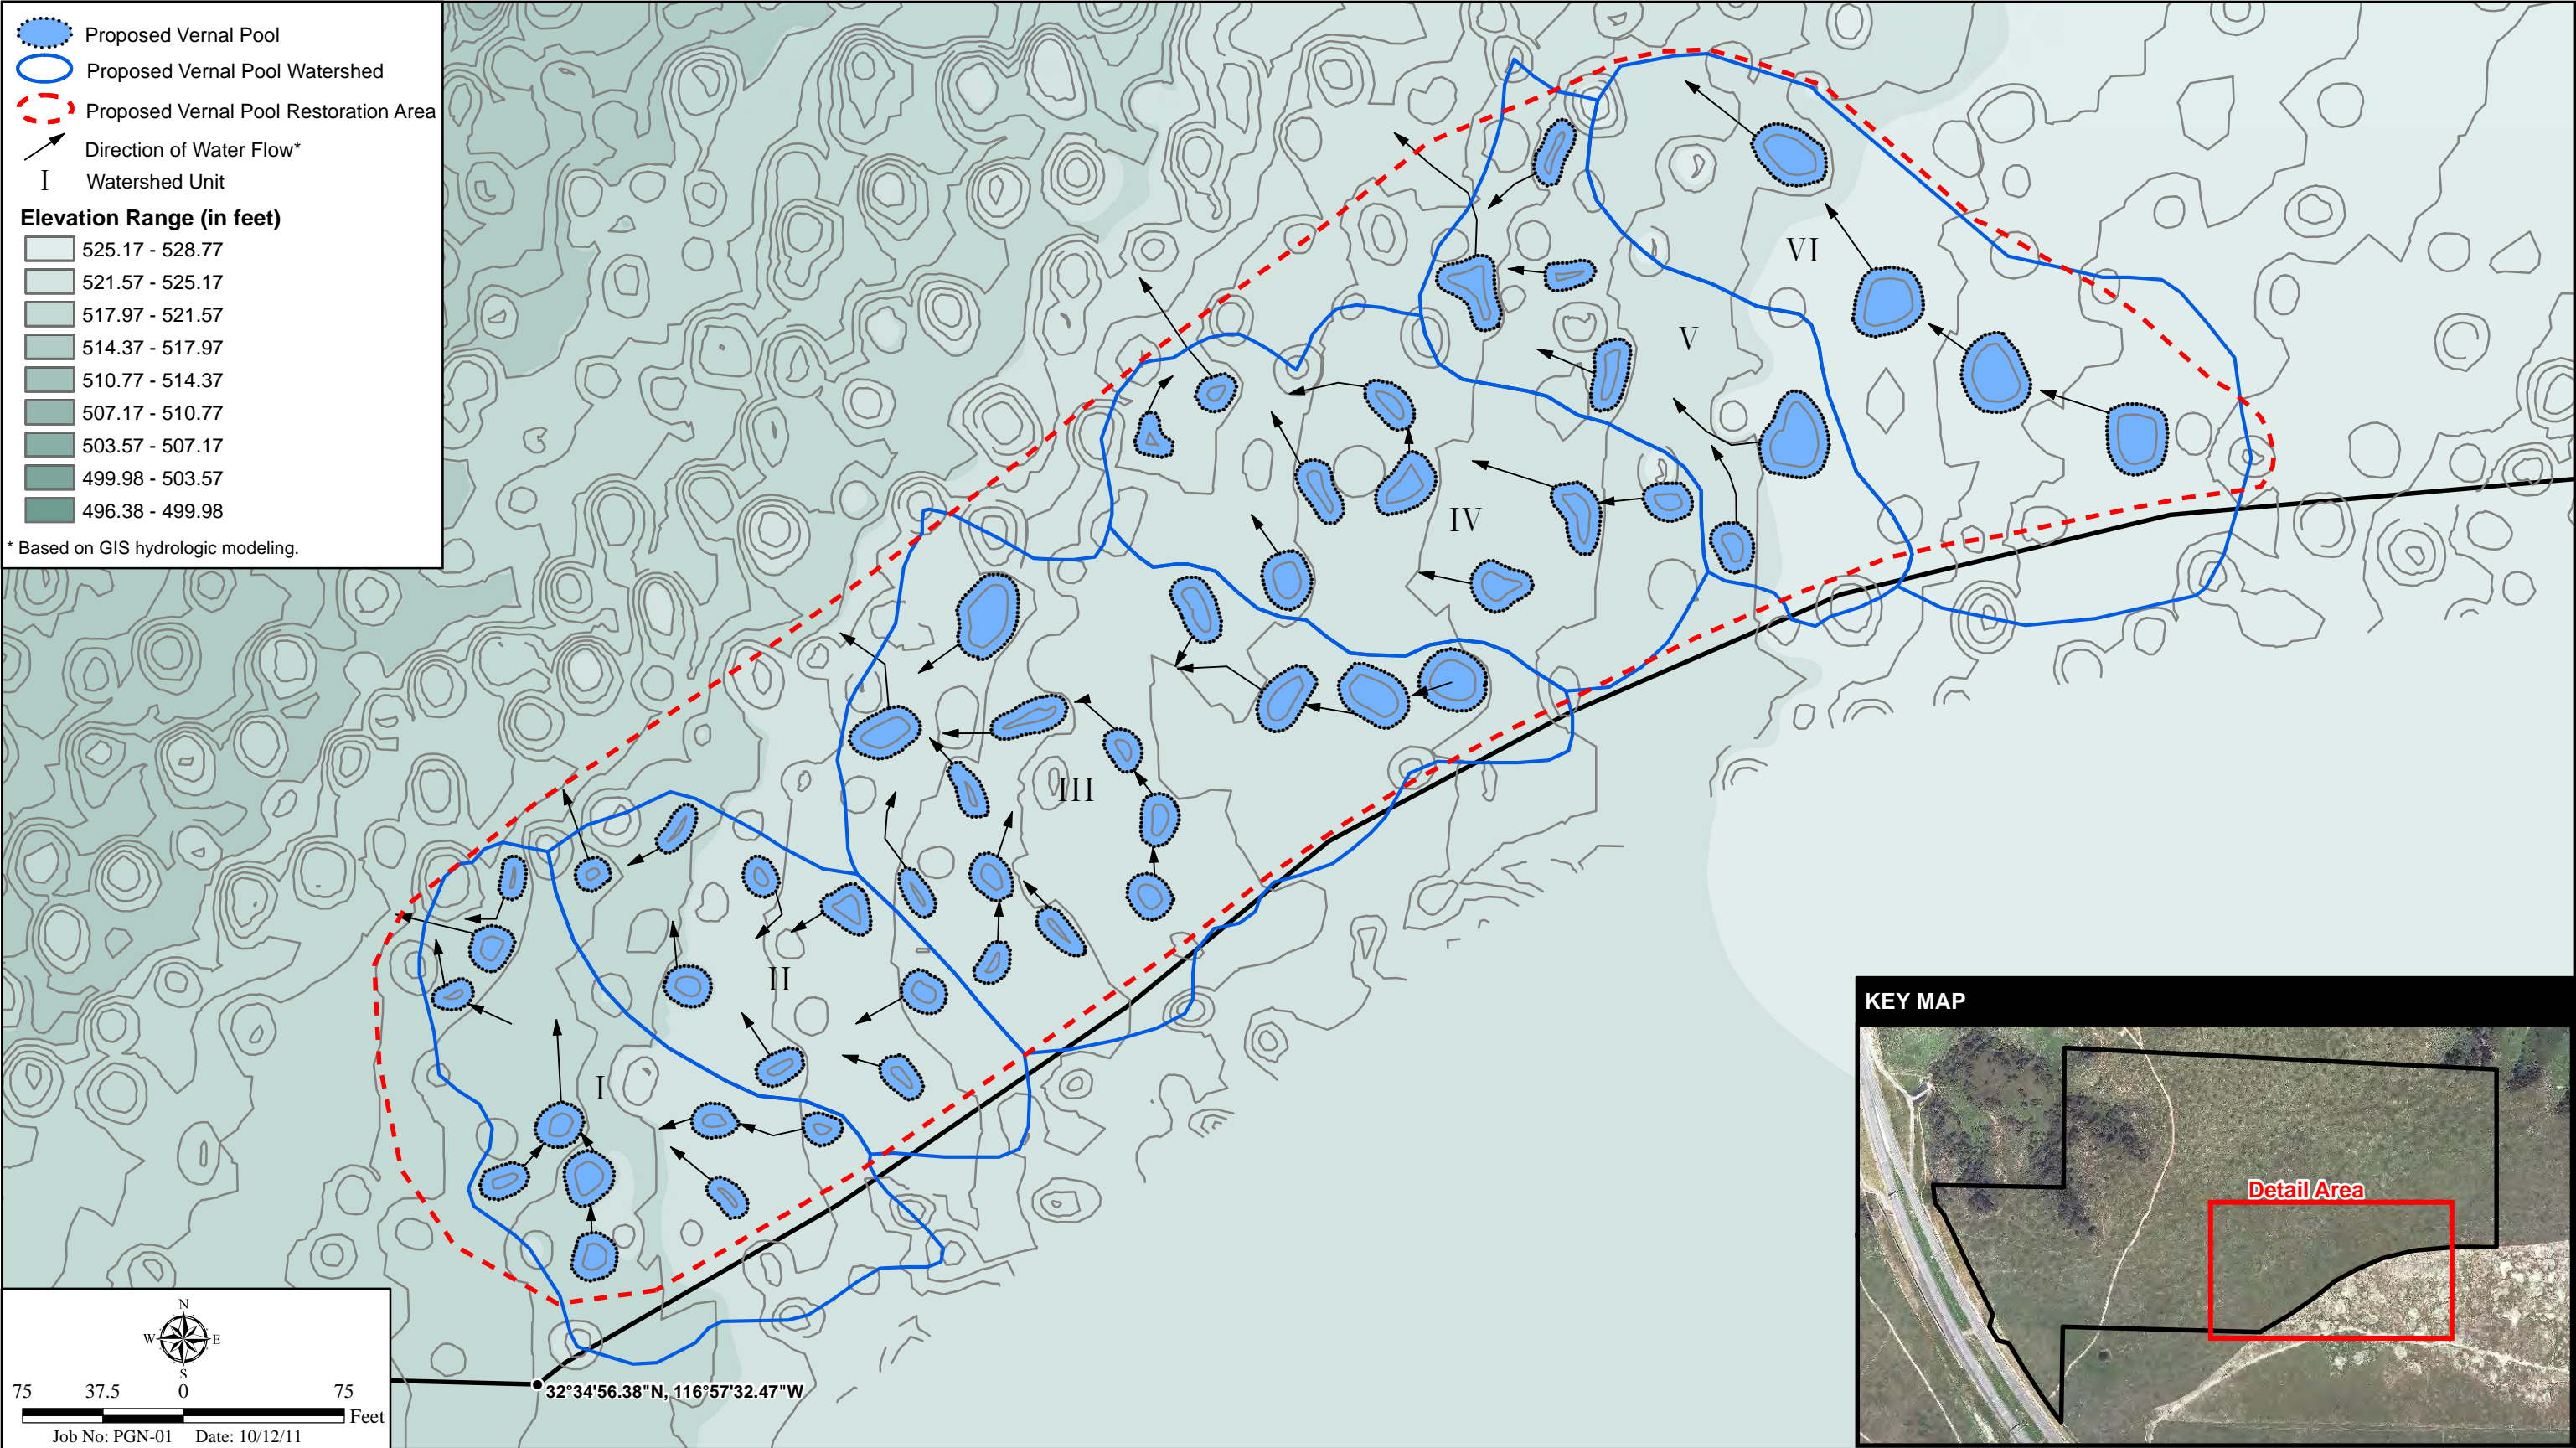 Proposed Vernal Pool
Proposed Vernal Pool Watershed
Proposed Vernal Pool Restoration Area
Direction of Water Flow*
I Watershed Unit
Elevation Range (in feet)
525.17 - 528.77
521.57 - 525.17
517.97 - 521.57
514.37 - 517.97
510.77 - 514.37
507.17 - 510.77
503.57 - 507.17
499.98 - 503.57
496.38 - 499.98
* Based on GIS hydrologic modeling.
VI
V
IV
III
II
I
KEY MAP
Detail Area
N
W E
S
75 37.5 0 75
Feet
Job No: PGN-01 Date: 10/12/11
32°34'56.38"N, 116°57'32.47"W